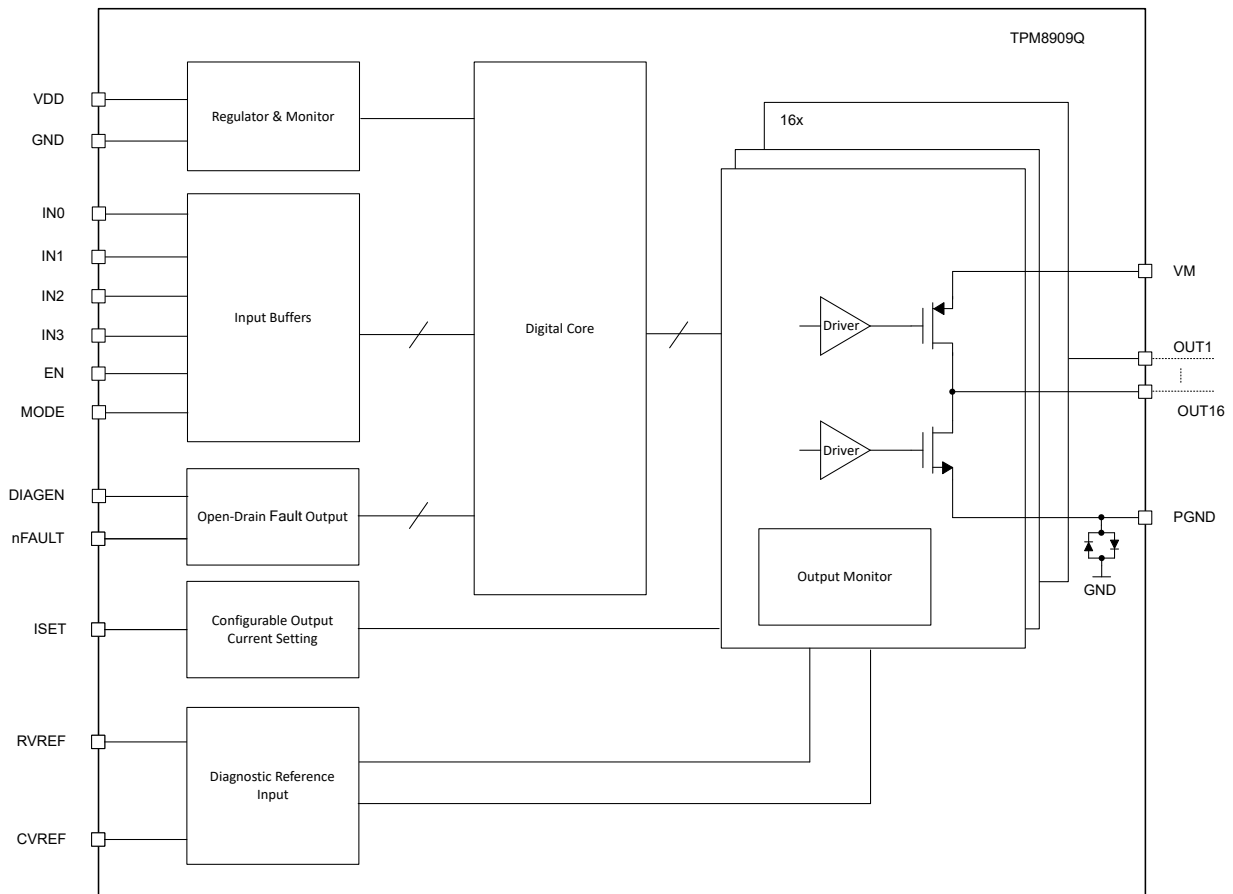 TPM8909Q
VDD
GND
Regulator & Monitor
16x
IN0
IN1
IN2
IN3
EN
MODE
Input Buffers
Digital Core
Driver
Driver
VM
OUT1
OUT16
DIAGEN
nFAULT
Open-Drain Fault Output
PGND
GND
Output Monitor
ISET
Configurable Output
Current Setting
RVREF
CVREF
Diagnostic Reference
Input